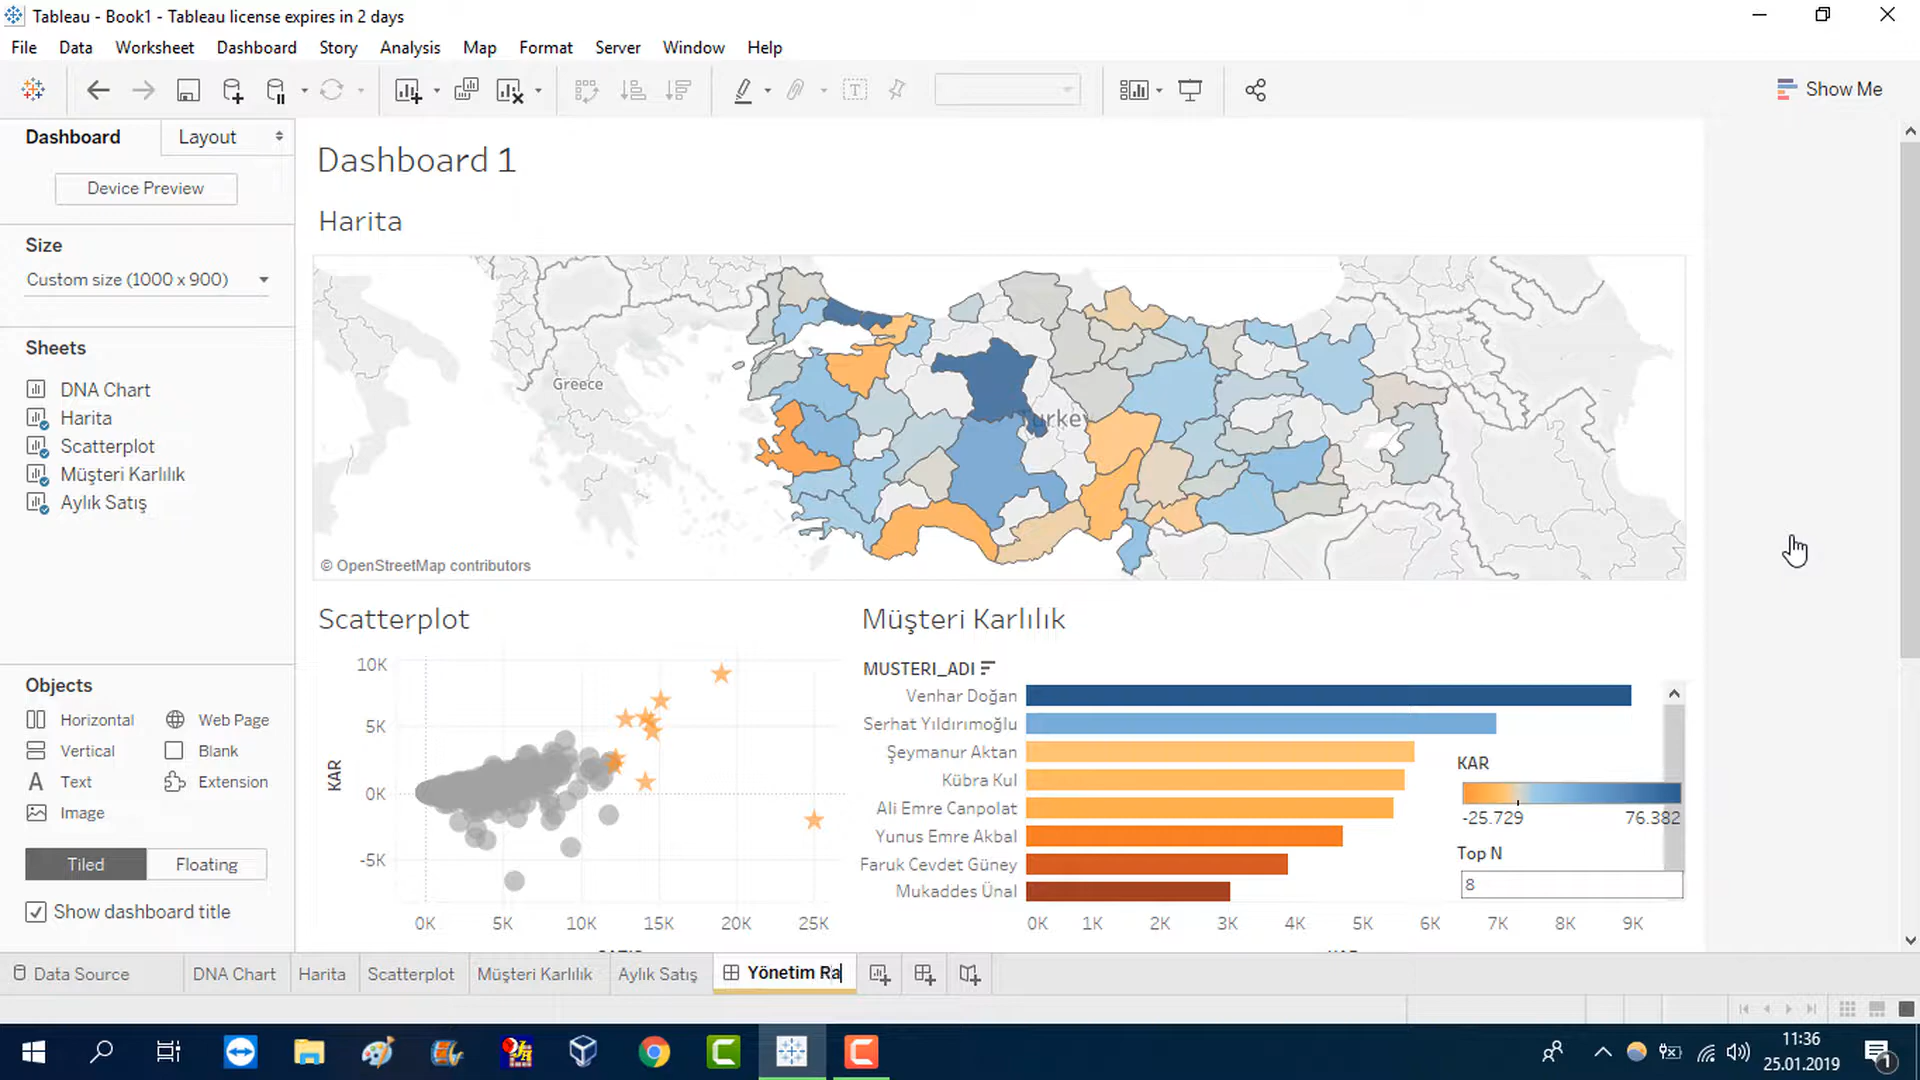 Tableau - Book1 - Tableau license expires in 2 days
File Data Worksheet Dashboard Story Analysis Map Format Server Window Help
Show Me
Dashboard Layout
Device Preview
Size
Custom size (1000 x 900)
Sheets
DNA Chart
Harita
Scatterplot
Müşteri Karlılık
Aylık Satış
Objects
Horizontal Web Page
Vertical Blank
Text Extension
Image
Tiled Floating
Show dashboard title
Dashboard 1
Harita
Greece
Turkey
© OpenStreetMap contributors
Scatterplot
10K
5K
0K
-5K
KAR
0K 5K 10K 15K 20K 25K
Müşteri Karlılık
MUSTERI_ADI
Venhar Doğan
Serhat Yıldırımoğlu
Şeymanur Aktan
Kübra Kul
Ali Emre Canpolat
Yunus Emre Akbal
Faruk Cevdet Güney
Mukaddes Ünal
0K 1K 2K 3K 4K 5K 6K 7K 8K 9K
KAR
-25.729 76.382
Top N
8
Data Source DNA Chart Harita Scatterplot Müşteri Karlılık Aylık Satış Yönetim Ra
11:36
25.01.2019
1